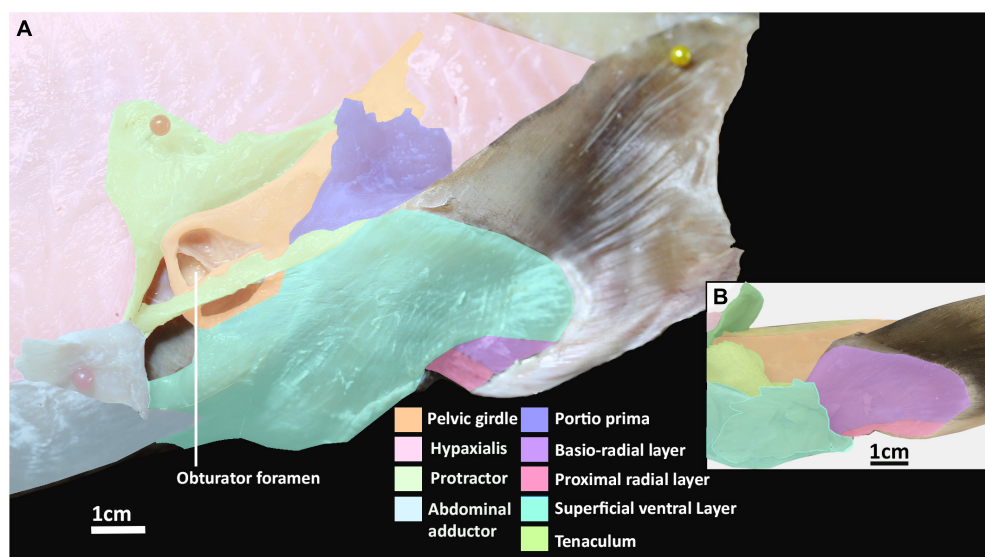 A
B
1cm
Obturator foramen
1cm
Pelvic girdle
Hypaxialis
Protractor
Abdominal
adductor
Portio prima
Basio-radial layer
Proximal radial layer
Superficial ventral Layer
Tenaculum